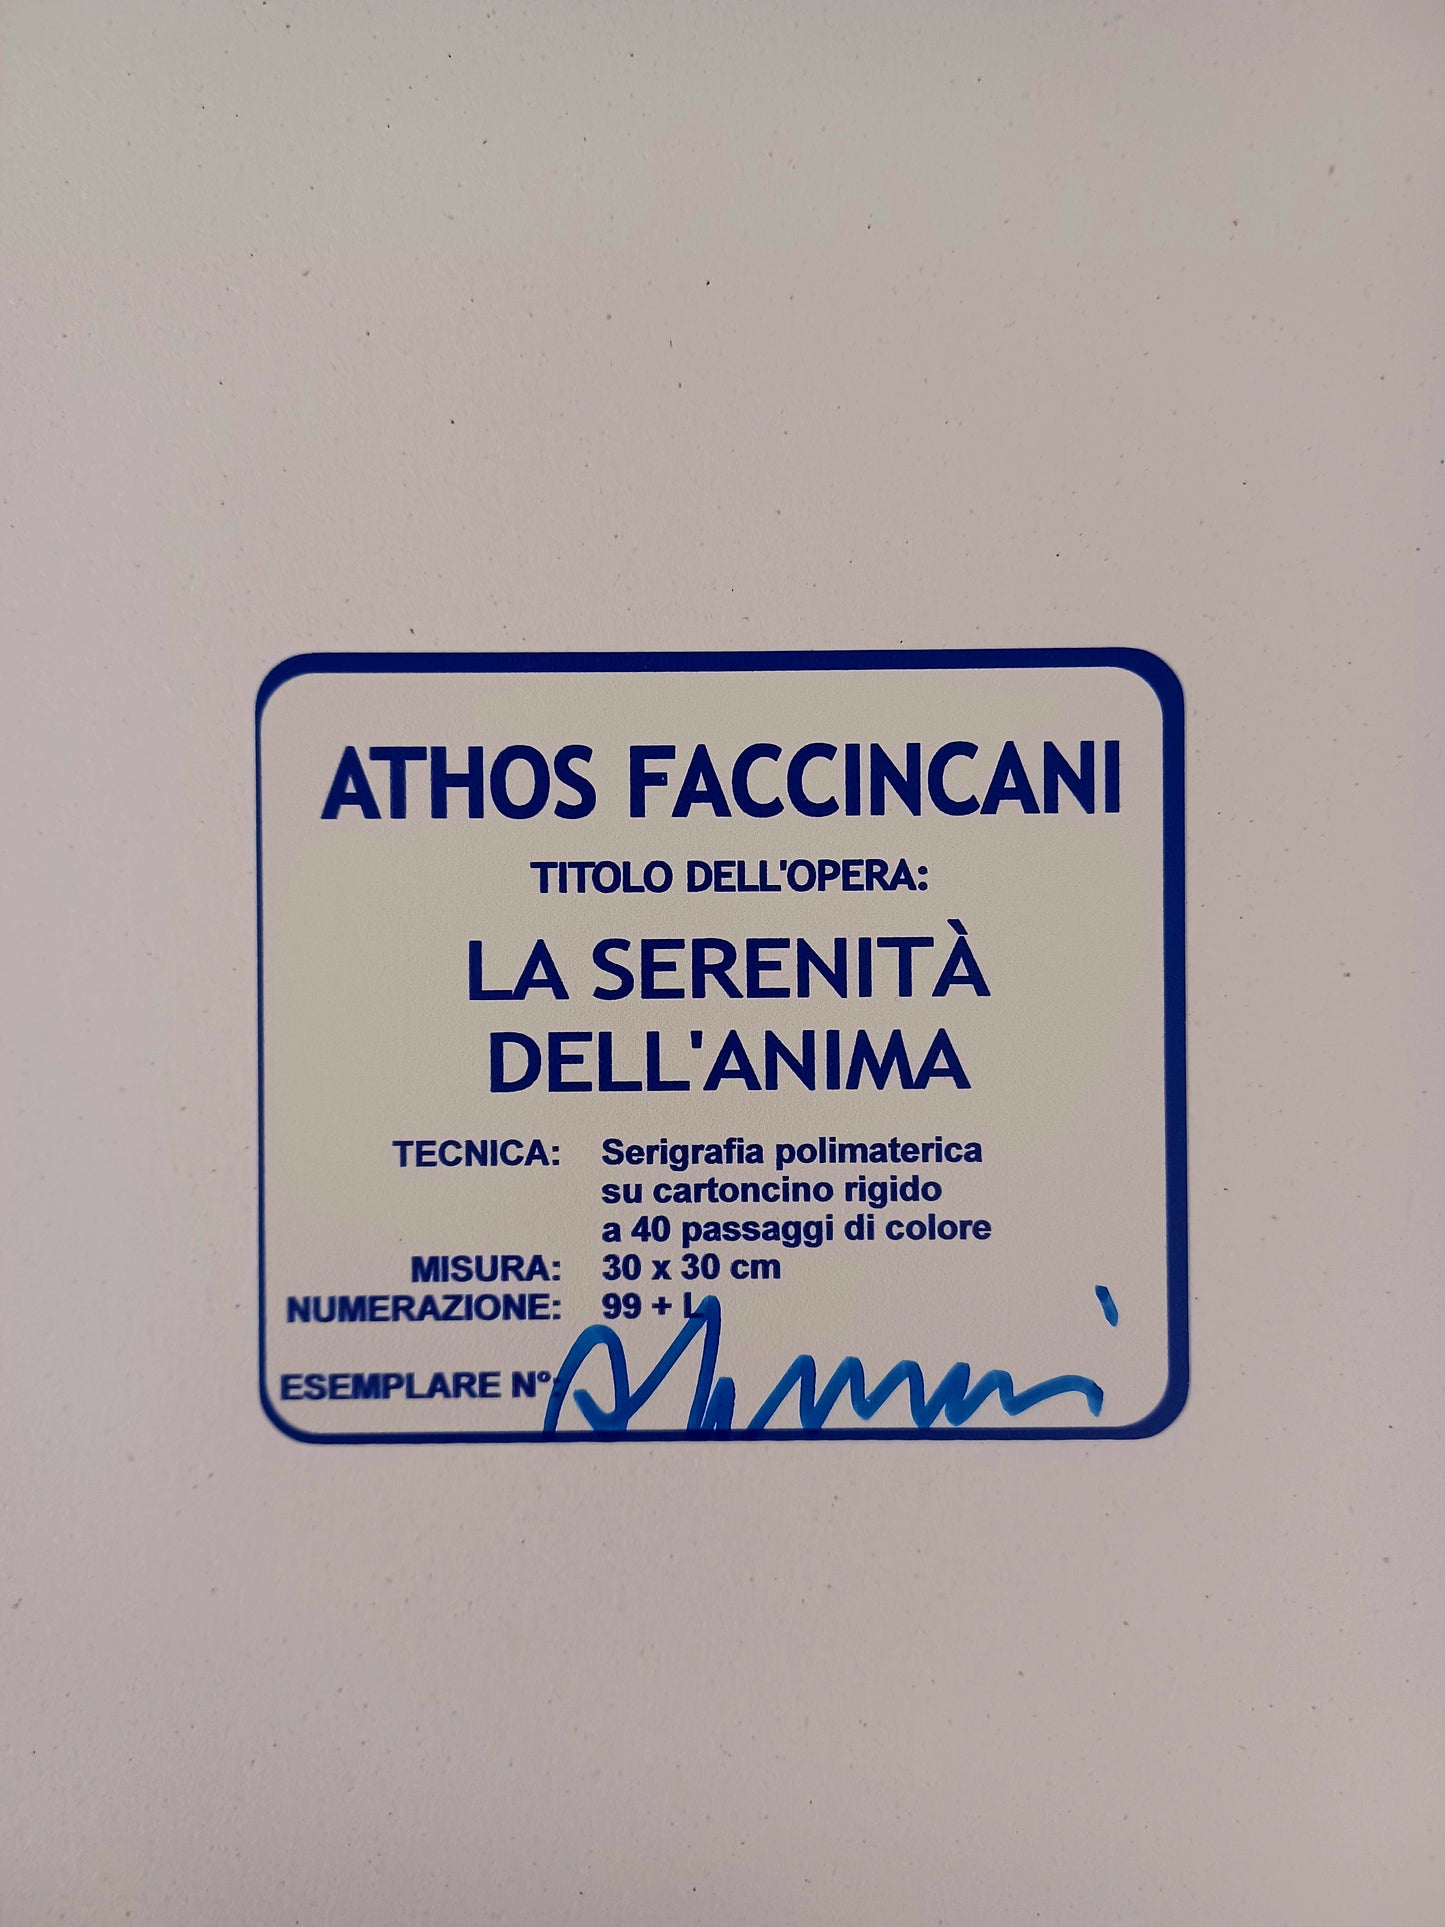 ATHOS FACCINCANI
TITOLO DELL'OPERA:
LA SERENITÀ
DELL'ANIMA
TECNICA: Serigrafia polimaterica
su cartoncino rigido
a 40 passaggi di colore
MISURA: 30 x 30 cm
NUMERAZIONE: 99 + L
ESEMPLARE N°: